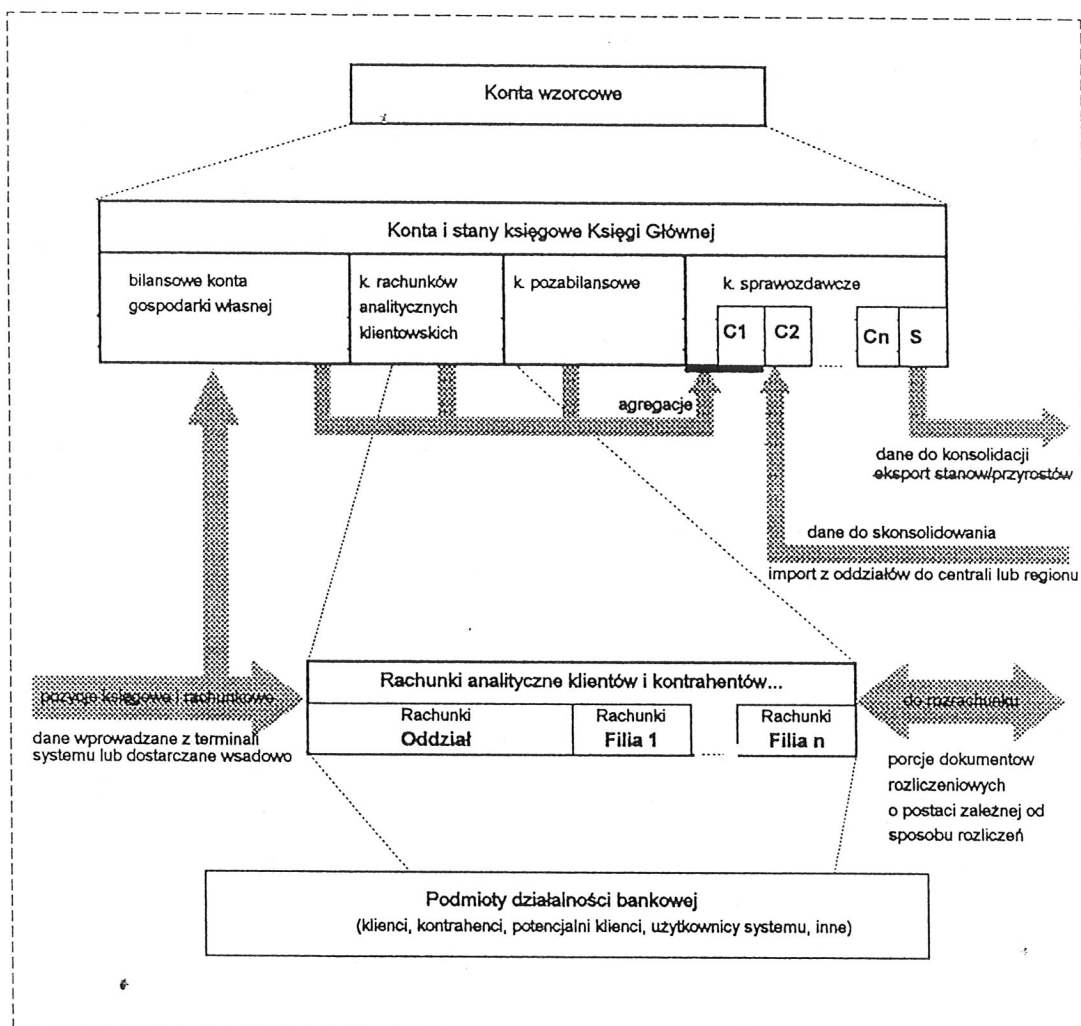 Konta wzorcowe
Konta i stany księgowe Księgi Głównej
bilansowe konta
gospodarki własnej
k. rachunków
analitycznych
klientowskich
k. pozabilansowe
k. sprawozdawcze
C1
C2
.....
Cn
S
agregacje
dane do konsolidacji
eksport stanow/przyrostów
dane do skonsolidowania
import z oddziałów do centrali lub regionu
pozycje księgowe i rachunkowe
dane wprowadzane z terminali
systemu lub dostarczane wsadowo
Rachunki analityczne klientów i kontrahentów...
Rachunki
Oddział
Rachunki
Filia 1
.....
Rachunki
Filia n
do rozrachunku
porcje dokumentow
rozliczeniowych
o postaci zależnej od
sposobu rozliczeń
Podmioty działalności bankowej
(klienci, kontrahenci, potencjalni klienci, użytkownicy systemu, inne)